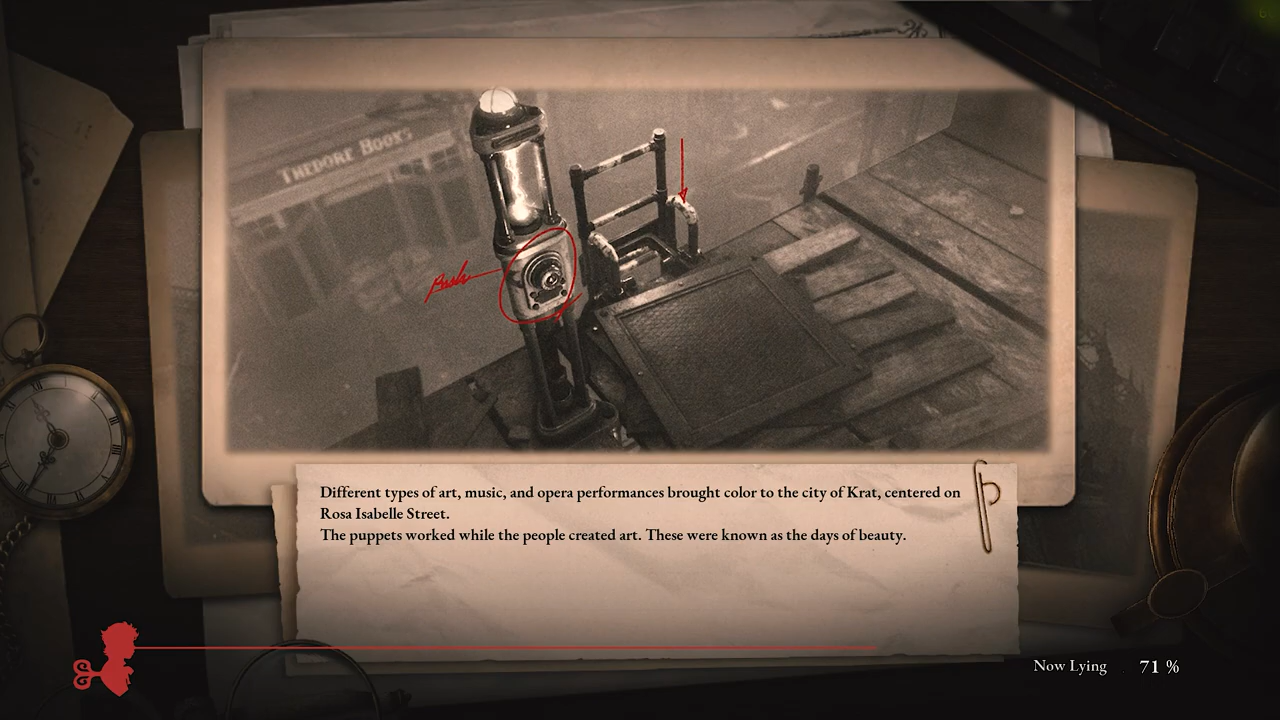 THEDORE BOOKS
Push
Different types of art, music, and opera performances brought color to the city of Krat, centered on
Rosa Isabelle Street.
The puppets worked while the people created art. These were known as the days of beauty.
Now Lying 71 %